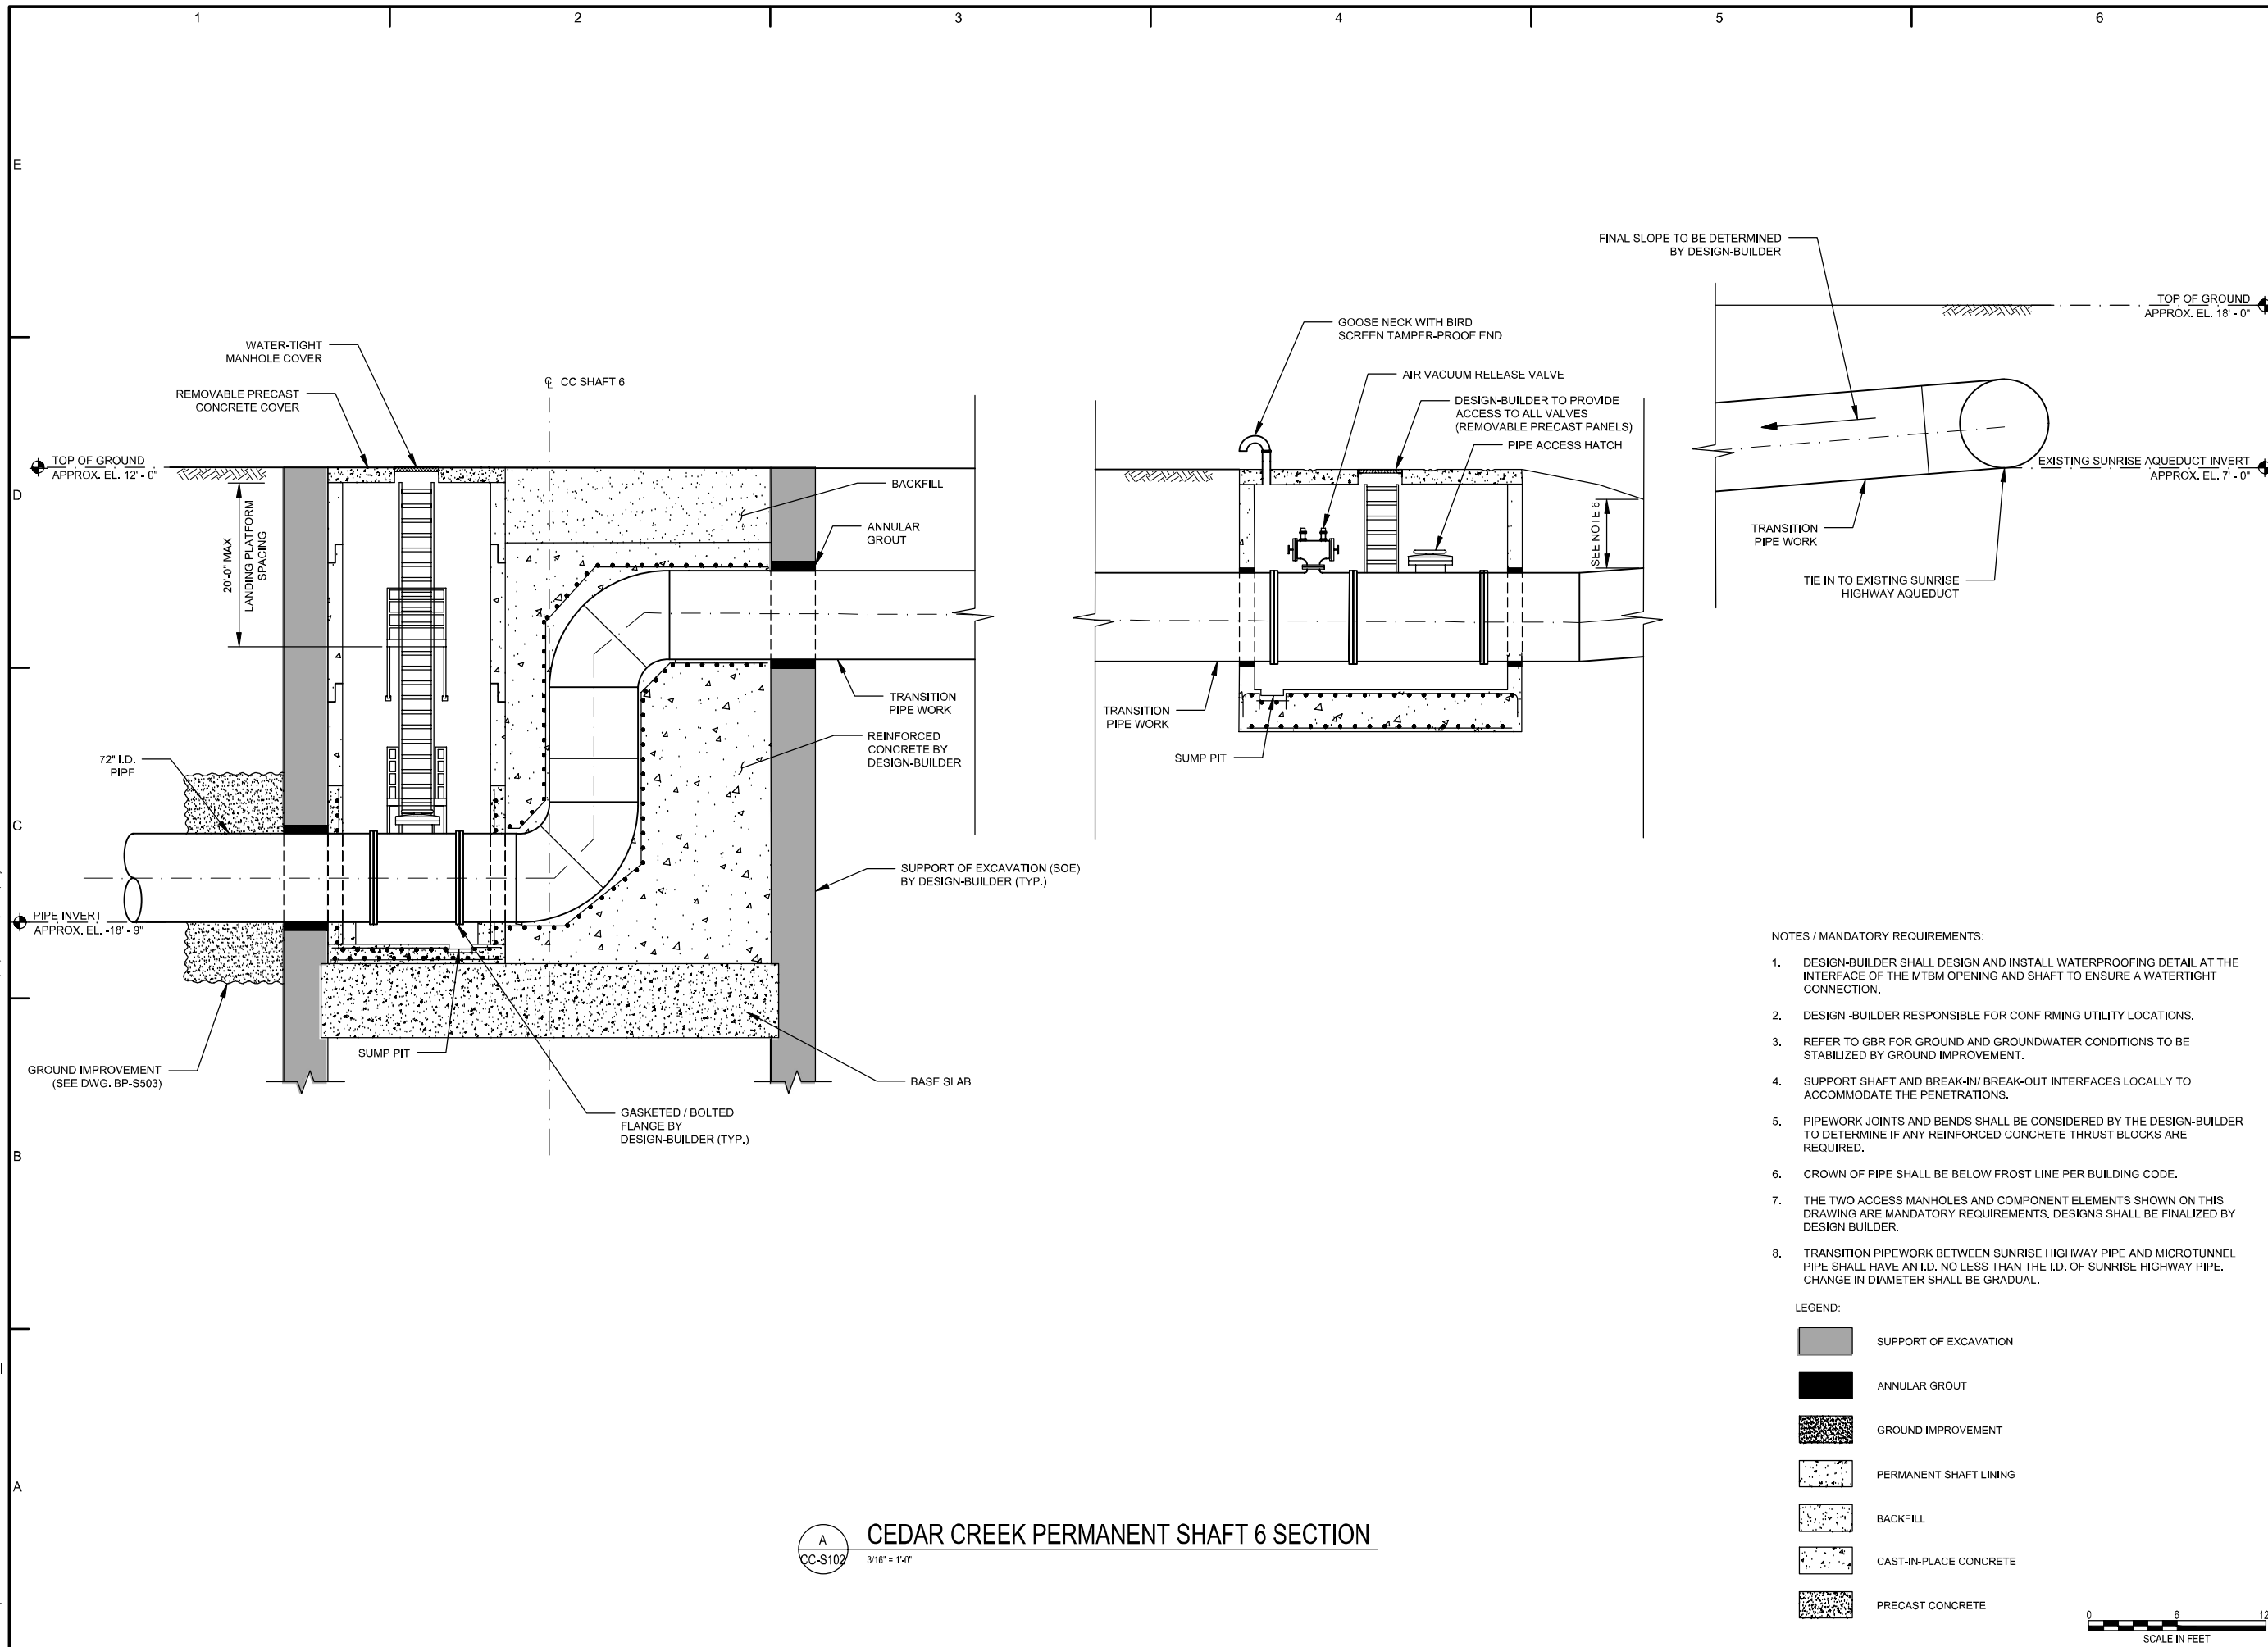 1 2 3 4 5 6
E
D
C
B
A
WATER-TIGHT
MANHOLE COVER
REMOVABLE PRECAST
CONCRETE COVER
℄ CC SHAFT 6
TOP OF GROUND
APPROX. EL. 12' - 0"
20'-0" MAX
LANDING PLATFORM
SPACING
72" I.D.
PIPE
PIPE INVERT
APPROX. EL. -18' - 9"
GROUND IMPROVEMENT
(SEE DWG. BP-S503)
SUMP PIT
GASKETED / BOLTED
FLANGE BY
DESIGN-BUILDER (TYP.)
BACKFILL
ANNULAR
GROUT
TRANSITION
PIPE WORK
REINFORCED
CONCRETE BY
DESIGN-BUILDER
SUPPORT OF EXCAVATION (SOE)
BY DESIGN-BUILDER (TYP.)
BASE SLAB
GOOSE NECK WITH BIRD
SCREEN TAMPER-PROOF END
AIR VACUUM RELEASE VALVE
DESIGN-BUILDER TO PROVIDE
ACCESS TO ALL VALVES
(REMOVABLE PRECAST PANELS)
PIPE ACCESS HATCH
SEE NOTE 6
TRANSITION
PIPE WORK
SUMP PIT
FINAL SLOPE TO BE DETERMINED
BY DESIGN-BUILDER
TOP OF GROUND
APPROX. EL. 18' - 0"
EXISTING SUNRISE AQUEDUCT INVERT
APPROX. EL. 7' - 0"
TRANSITION
PIPE WORK
TIE IN TO EXISTING SUNRISE
HIGHWAY AQUEDUCT
NOTES / MANDATORY REQUIREMENTS:
1. DESIGN-BUILDER SHALL DESIGN AND INSTALL WATERPROOFING DETAIL AT THE
INTERFACE OF THE MTBM OPENING AND SHAFT TO ENSURE A WATERTIGHT
CONNECTION.
2. DESIGN -BUILDER RESPONSIBLE FOR CONFIRMING UTILITY LOCATIONS.
3. REFER TO GBR FOR GROUND AND GROUNDWATER CONDITIONS TO BE
STABILIZED BY GROUND IMPROVEMENT.
4. SUPPORT SHAFT AND BREAK-IN/ BREAK-OUT INTERFACES LOCALLY TO
ACCOMMODATE THE PENETRATIONS.
5. PIPEWORK JOINTS AND BENDS SHALL BE CONSIDERED BY THE DESIGN-BUILDER
TO DETERMINE IF ANY REINFORCED CONCRETE THRUST BLOCKS ARE
REQUIRED.
6. CROWN OF PIPE SHALL BE BELOW FROST LINE PER BUILDING CODE.
7. THE TWO ACCESS MANHOLES AND COMPONENT ELEMENTS SHOWN ON THIS
DRAWING ARE MANDATORY REQUIREMENTS, DESIGNS SHALL BE FINALIZED BY
DESIGN BUILDER.
8. TRANSITION PIPEWORK BETWEEN SUNRISE HIGHWAY PIPE AND MICROTUNNEL
PIPE SHALL HAVE AN I.D. NO LESS THAN THE I.D. OF SUNRISE HIGHWAY PIPE.
CHANGE IN DIAMETER SHALL BE GRADUAL.
LEGEND:
SUPPORT OF EXCAVATION
ANNULAR GROUT
GROUND IMPROVEMENT
PERMANENT SHAFT LINING
BACKFILL
CAST-IN-PLACE CONCRETE
PRECAST CONCRETE
A
CC-S102
CEDAR CREEK PERMANENT SHAFT 6 SECTION
3/16" = 1'-0"
0 6 12
SCALE IN FEET